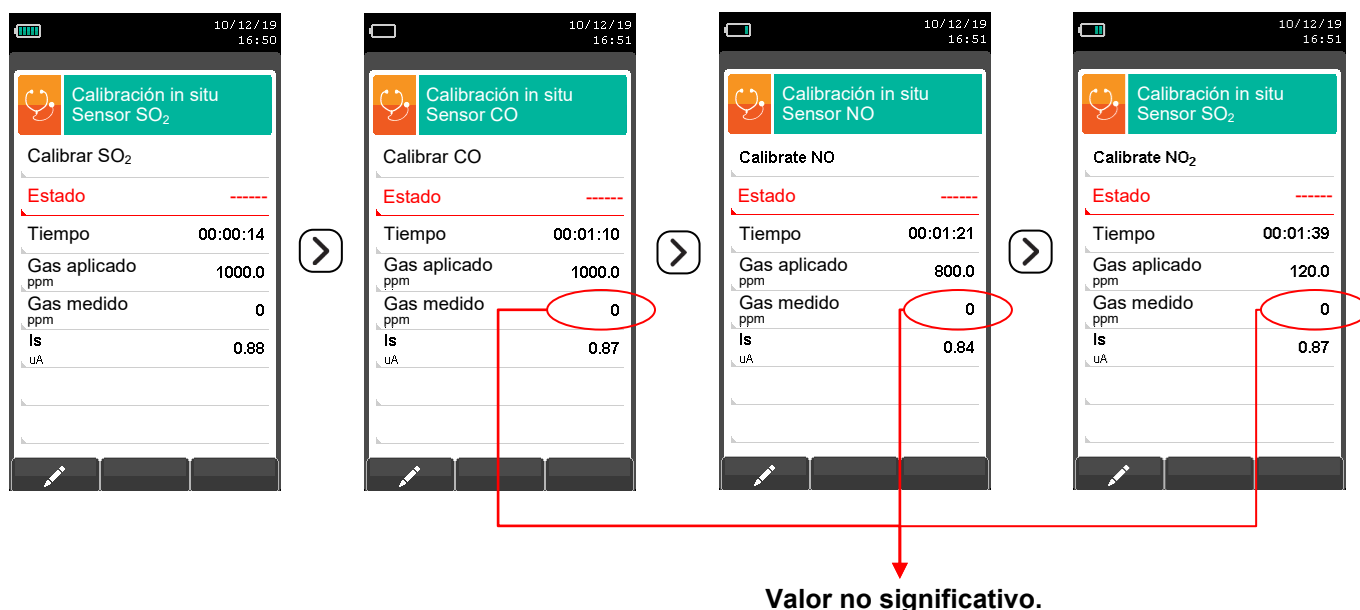 10/12/19
16:50
Calibración in situ
Sensor SO₂
Calibrar SO₂
Estado ------
Tiempo 00:00:14
Gas aplicado 1000.0
ppm
Gas medido 0
ppm
Is 0.88
uA
10/12/19
16:51
Calibración in situ
Sensor CO
Calibrar CO
Estado ------
Tiempo 00:01:10
Gas aplicado 1000.0
ppm
Gas medido 0
ppm
Is 0.87
uA
10/12/19
16:51
Calibración in situ
Sensor NO
Calibrate NO
Estado ------
Tiempo 00:01:21
Gas aplicado 800.0
ppm
Gas medido 0
ppm
Is 0.84
uA
10/12/19
16:51
Calibración in situ
Sensor SO₂
Calibrate NO₂
Estado ------
Tiempo 00:01:39
Gas aplicado 120.0
ppm
Gas medido 0
ppm
Is 0.87
uA
Valor no significativo.